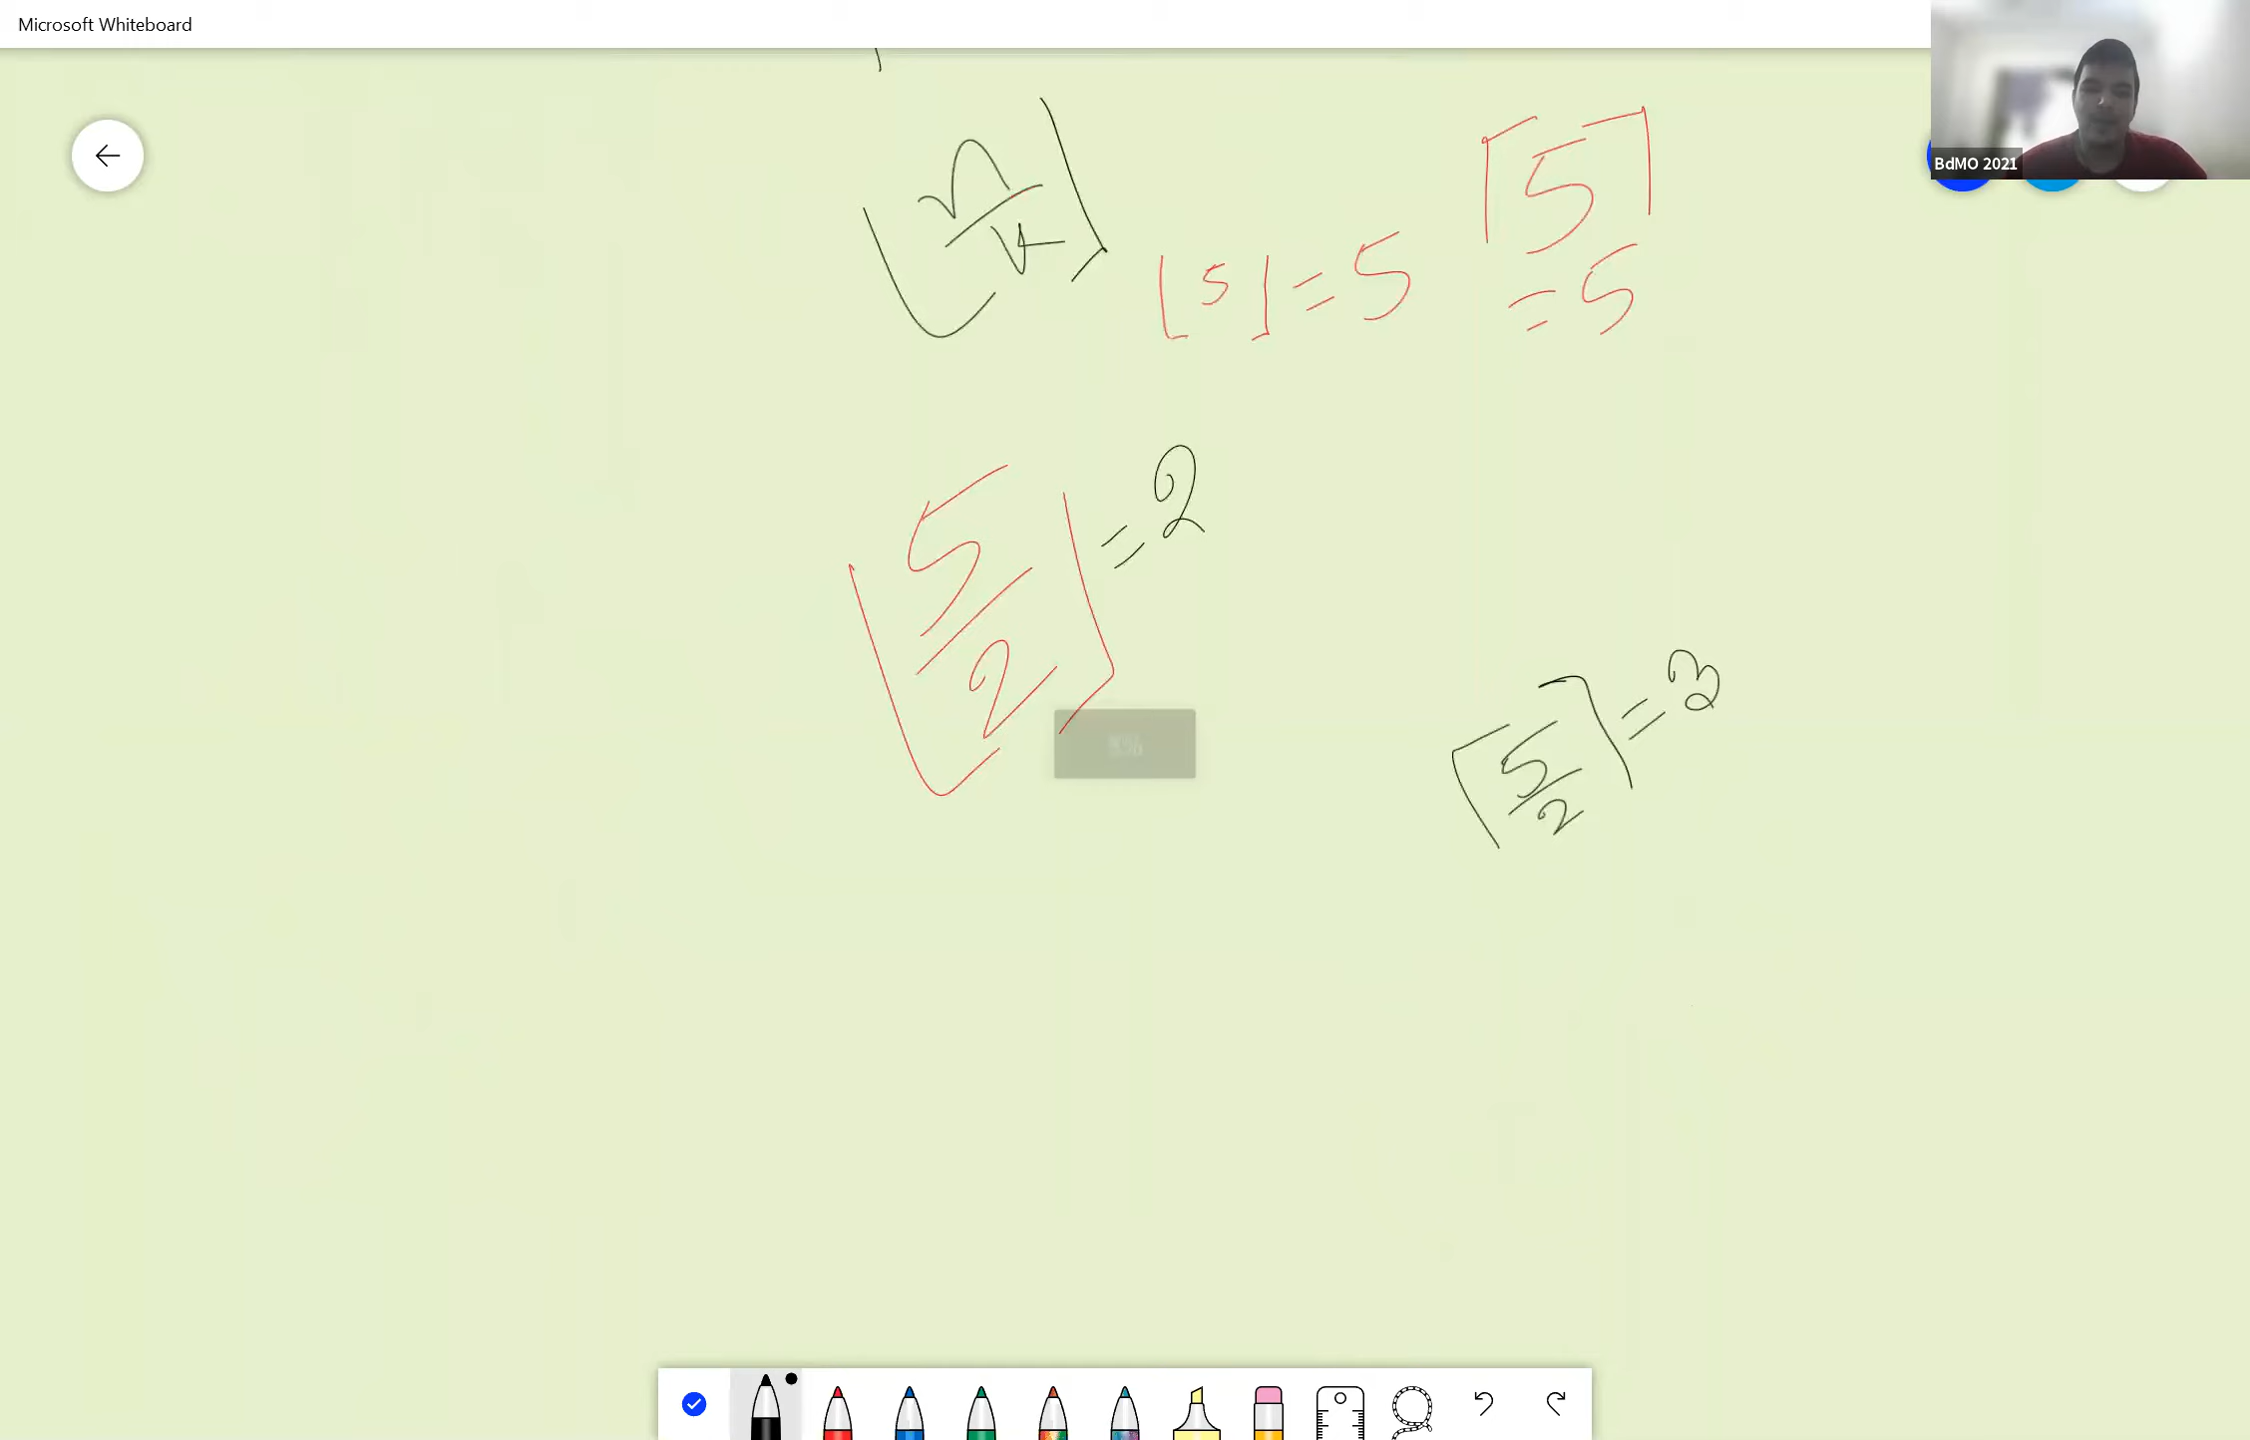 Microsoft Whiteboard
BdMO 2021
⌊n/k⌋
⌊5⌋ = 5
⌈5⌉
= 5
⌊5/2⌋ = 2
⌈5/2⌉ = 3